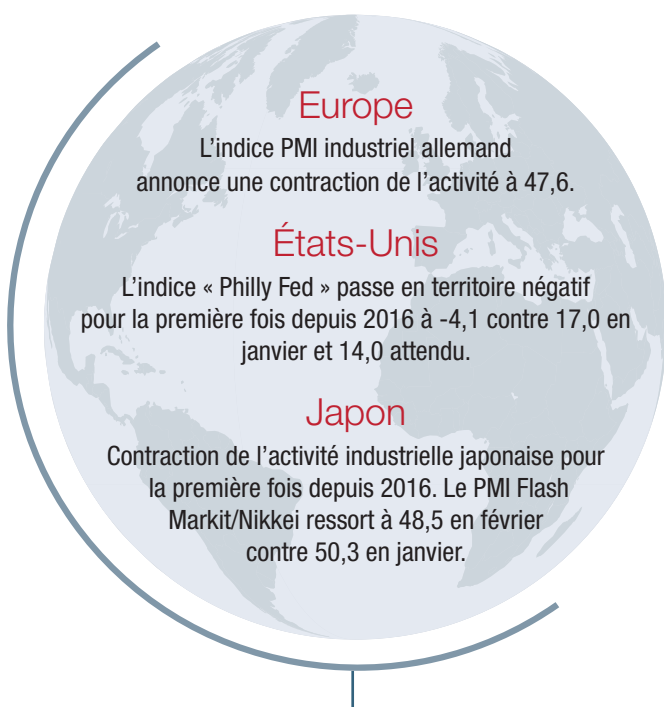 Europe
L’indice PMI industriel allemand
annonce une contraction de l’activité à 47,6.
États-Unis
L’indice « Philly Fed » passe en territoire négatif
pour la première fois depuis 2016 à -4,1 contre 17,0 en
janvier et 14,0 attendu.
Japon
Contraction de l’activité industrielle japonaise pour
la première fois depuis 2016. Le PMI Flash
Markit/Nikkei ressort à 48,5 en février
contre 50,3 en janvier.